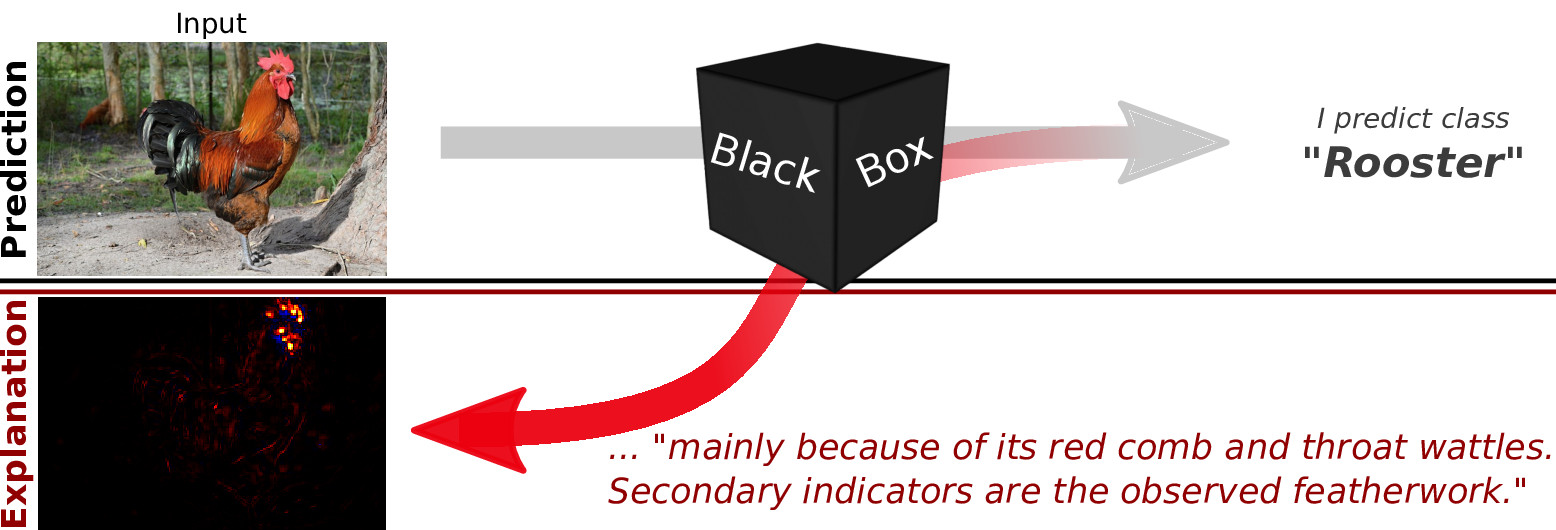 Input
Prediction
Black Box
I predict class
"Rooster"
Explanation
... "mainly because of its red comb and throat wattles.
Secondary indicators are the observed featherwork."